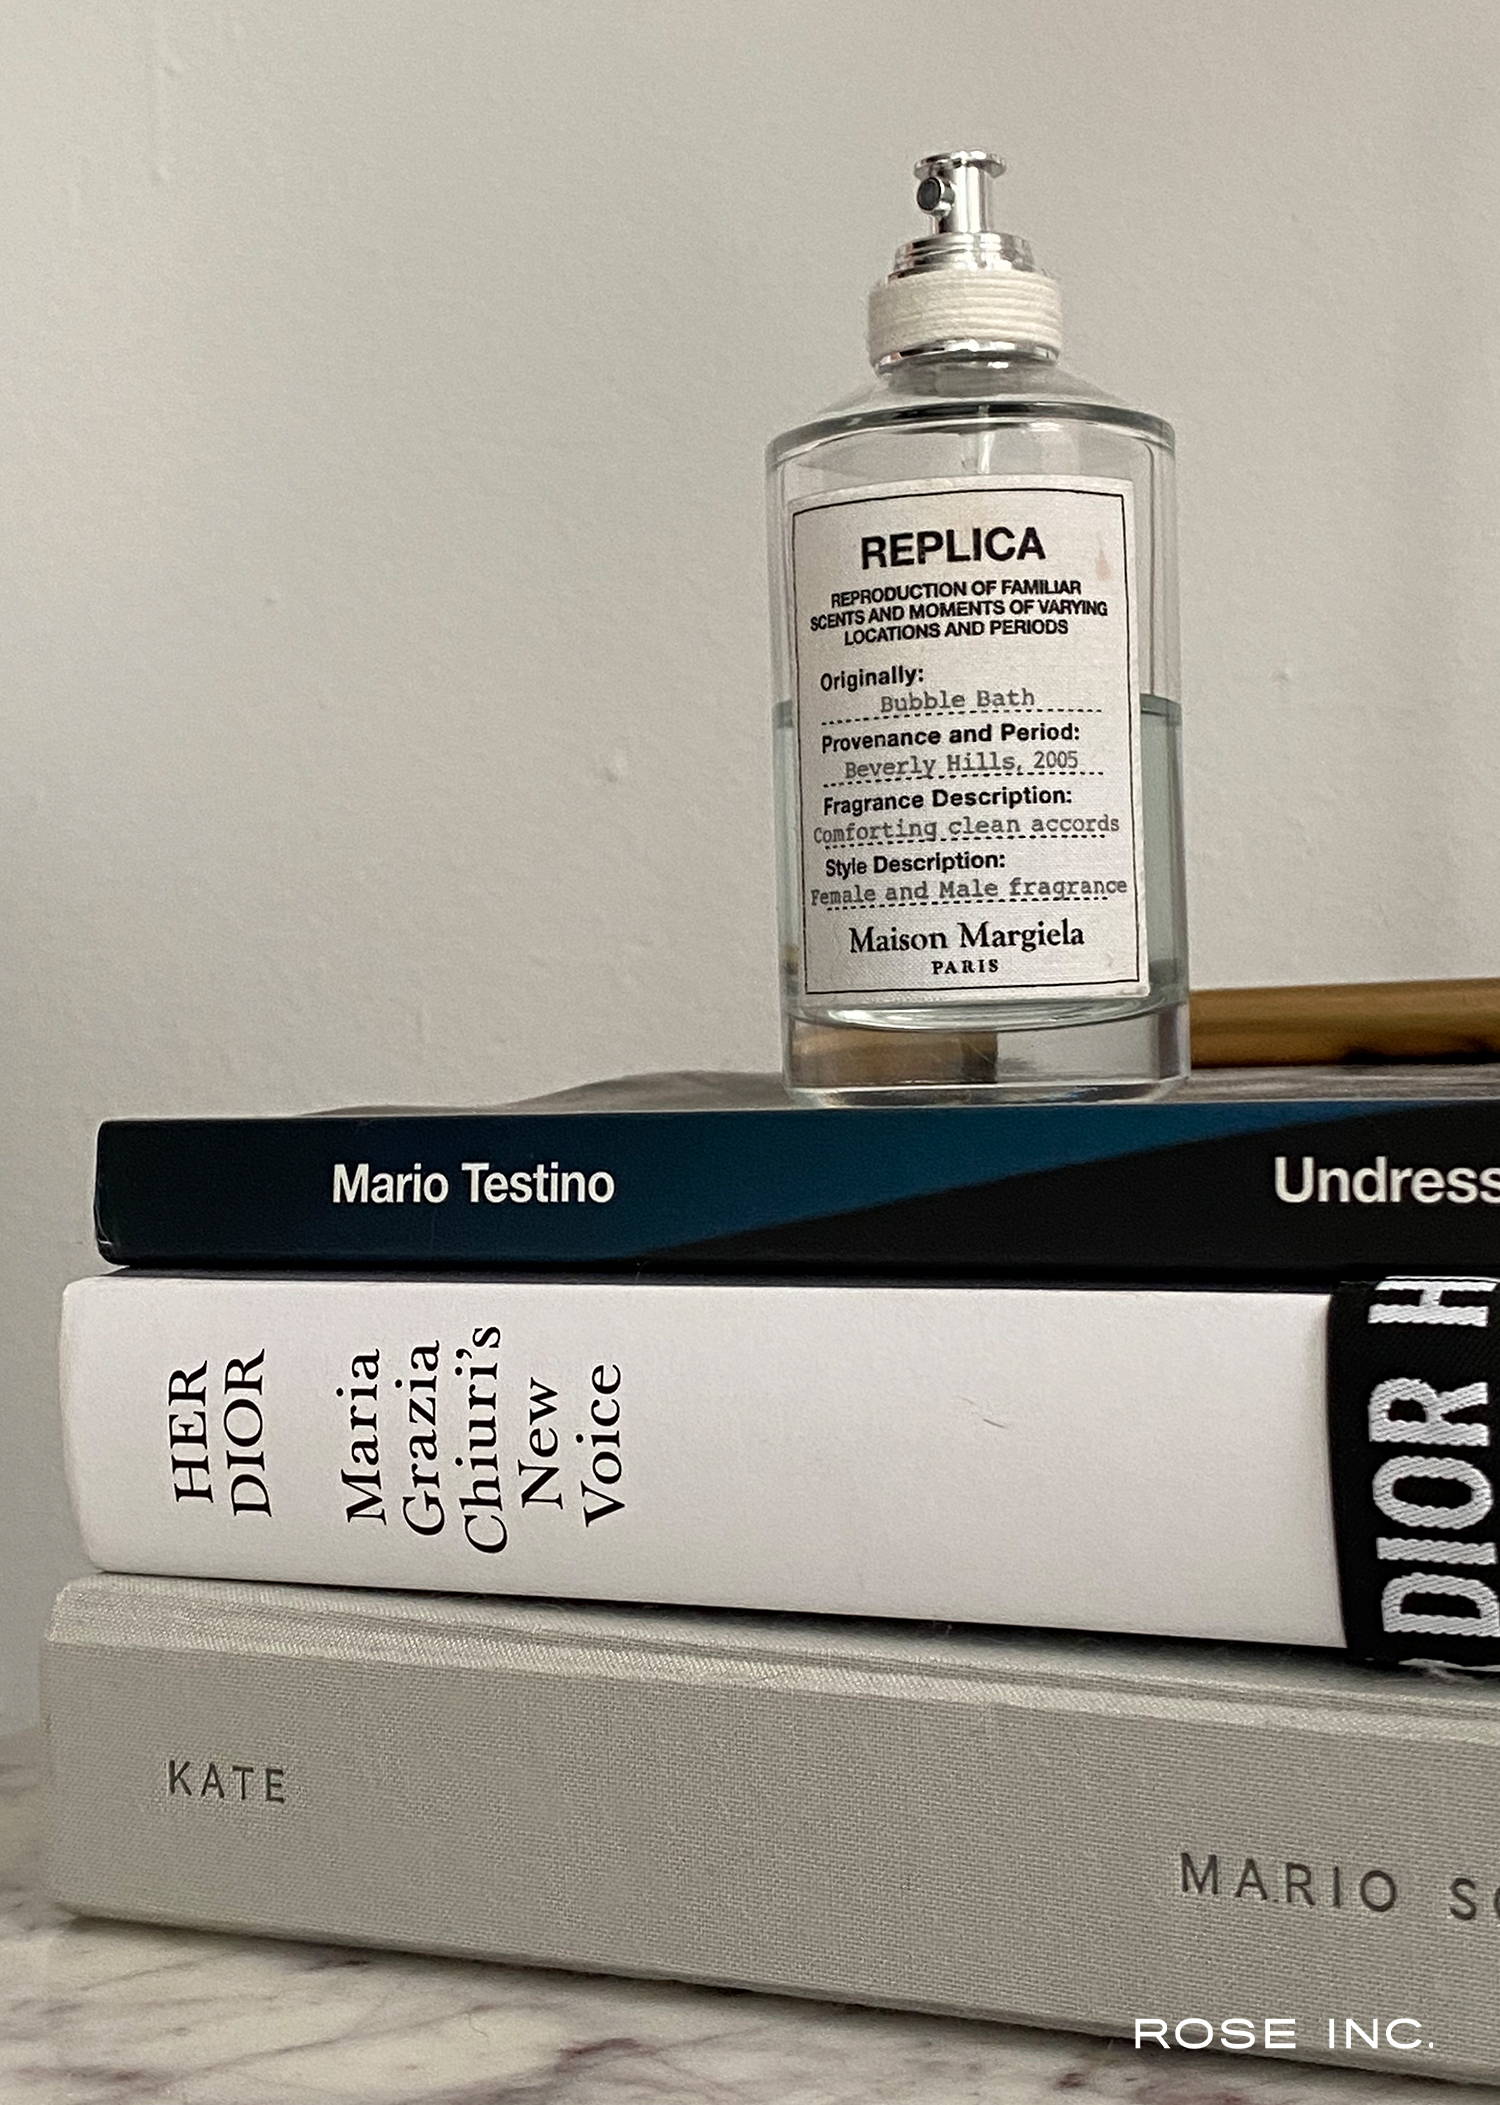 REPLICA
REPRODUCTION OF FAMILIAR
SCENTS AND MOMENTS OF VARYING
LOCATIONS AND PERIODS
Originally:
Bubble Bath
Provenance and Period:
Beverly Hills, 2005
Fragrance Description:
Comforting clean accords
Style Description:
Female and Male fragrance
Maison Margiela
PARIS
Mario Testino
Undress
HER
DIOR
Maria
Grazia
Chiuri's
New
Voice
DIOR H
KATE
MARIO SO
ROSE INC.